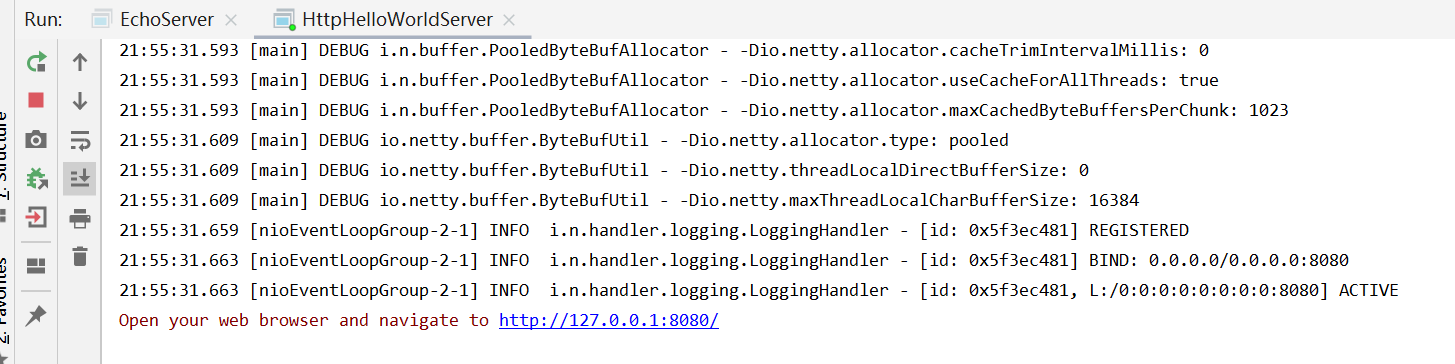 Run: EchoServer HttpHelloWorldServer
21:55:31.593 [main] DEBUG i.n.buffer.PooledByteBufAllocator - -Dio.netty.allocator.cacheTrimIntervalMillis: 0
21:55:31.593 [main] DEBUG i.n.buffer.PooledByteBufAllocator - -Dio.netty.allocator.useCacheForAllThreads: true
21:55:31.593 [main] DEBUG i.n.buffer.PooledByteBufAllocator - -Dio.netty.allocator.maxCachedByteBuffersPerChunk: 1023
21:55:31.609 [main] DEBUG io.netty.buffer.ByteBufUtil - -Dio.netty.allocator.type: pooled
21:55:31.609 [main] DEBUG io.netty.buffer.ByteBufUtil - -Dio.netty.threadLocalDirectBufferSize: 0
21:55:31.609 [main] DEBUG io.netty.buffer.ByteBufUtil - -Dio.netty.maxThreadLocalCharBufferSize: 16384
21:55:31.659 [nioEventLoopGroup-2-1] INFO  i.n.handler.logging.LoggingHandler - [id: 0x5f3ec481] REGISTERED
21:55:31.663 [nioEventLoopGroup-2-1] INFO  i.n.handler.logging.LoggingHandler - [id: 0x5f3ec481] BIND: 0.0.0.0/0.0.0.0:8080
21:55:31.663 [nioEventLoopGroup-2-1] INFO  i.n.handler.logging.LoggingHandler - [id: 0x5f3ec481, L:/0:0:0:0:0:0:0:0:8080] ACTIVE
Open your web browser and navigate to http://127.0.0.1:8080/
7: Structure
2: Favorites